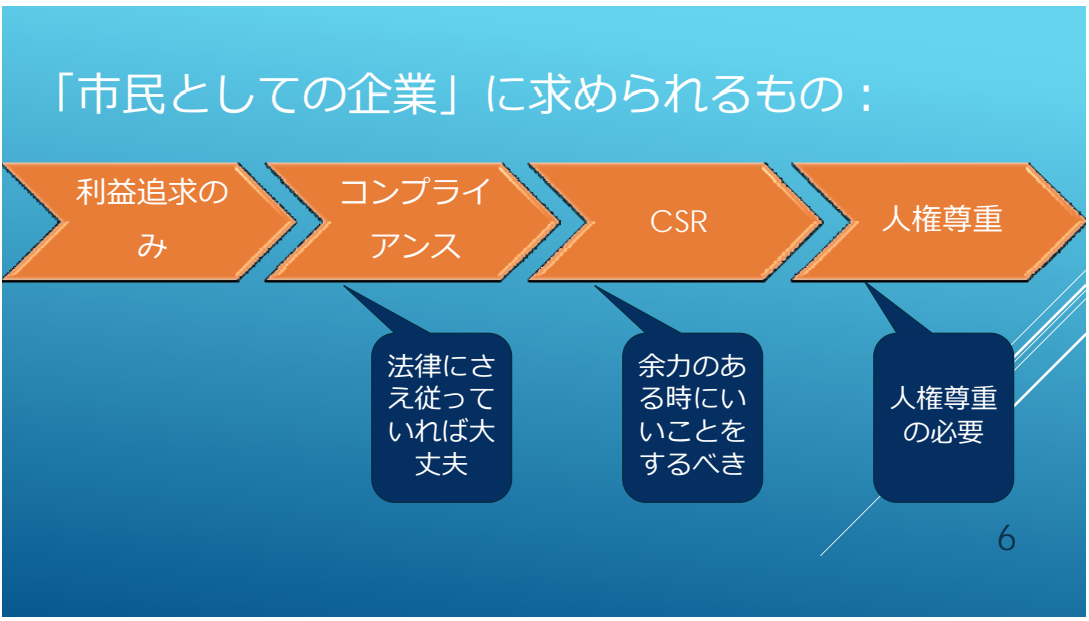 「市民としての企業」に求められるもの：
利益追求の
み
コンプライ
アンス
CSR
人権尊重
法律にさ
え従って
いれば大
丈夫
余力のあ
る時にい
いことを
するべき
人権尊重
の必要
6